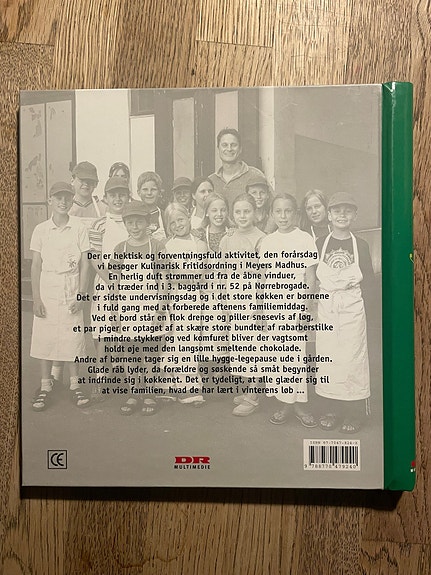 Der er hektisk og forventningsfuld aktivitet, den forårsdag
vi besøger Kulinarisk Fritidsordning i Meyers Madhus.
En herlig duft strømmer ud fra de åbne vinduer,
da vi træder ind i 3. baggård i nr. 52 på Nørrebrogade.
Det er sidste undervisningsdag og i det store køkken er børnene
i fuld gang med at forberede aftenens familiemiddag.
Ved et bord står en flok drenge og piller snesevis af løg,
et par piger er optaget af at skære store bundter af rabarberstilke
i mindre stykker og ved komfuret bliver der vagtsomt
holdt øje med den langsomt smeltende chokolade.
Andre af børnene tager sig en lille hygge-legepause ude i gården.
Glade råb lyder, da forældre og søskende så småt begynder
at indfinde sig i køkkenet. Det er tydeligt, at alle glæder sig til
at vise familien, hvad de har lært i vinterens løb ...
CE
DR
MULTIMEDIE
9 788779 479260